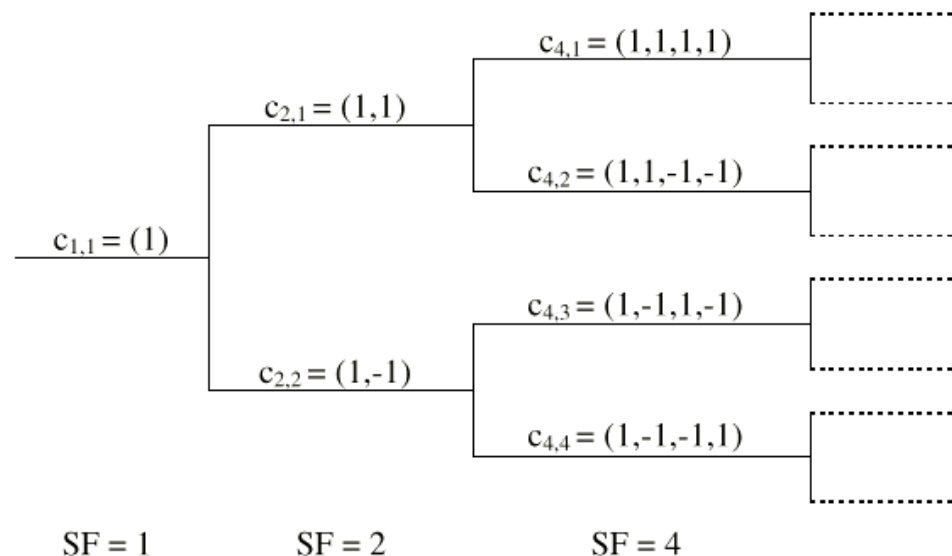 c₄,₁ = (1,1,1,1)
c₂,₁ = (1,1)
c₄,₂ = (1,1,-1,-1)
c₁,₁ = (1)
c₄,₃ = (1,-1,1,-1)
c₂,₂ = (1,-1)
c₄,₄ = (1,-1,-1,1)
SF = 1 SF = 2 SF = 4